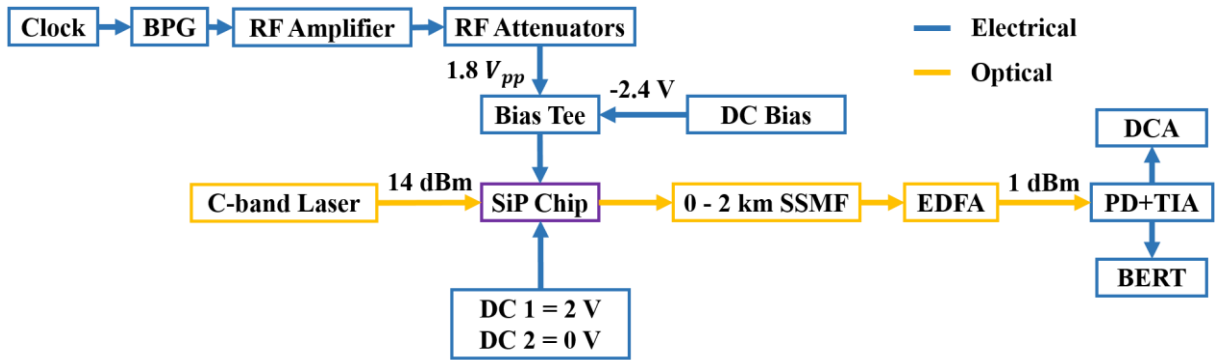 Clock
BPG
RF Amplifier
RF Attenuators
Electrical
Optical
1.8 Vpp
-2.4 V
Bias Tee
DC Bias
DCA
14 dBm
1 dBm
C-band Laser
SiP Chip
0 - 2 km SSMF
EDFA
PD+TIA
BERT
DC 1 = 2 V
DC 2 = 0 V